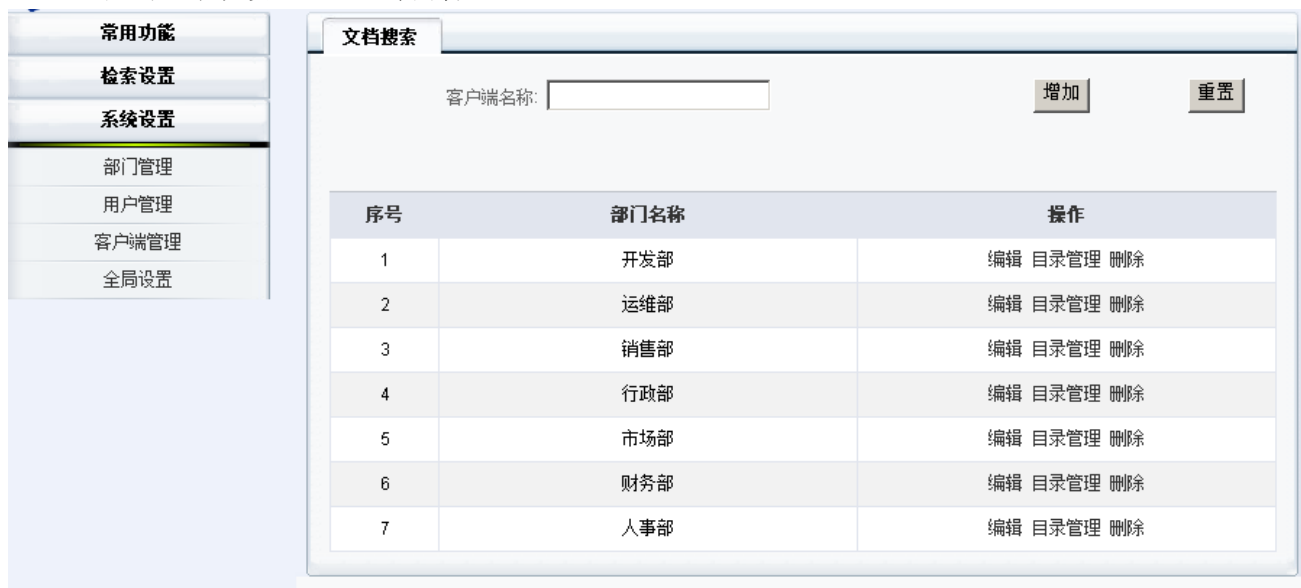 常用功能
检索设置
系统设置
部门管理
用户管理
客户端管理
全局设置
文档搜索
客户端名称: 增加 重置
序号 部门名称 操作
1 开发部 编辑 目录管理 删除
2 运维部 编辑 目录管理 删除
3 销售部 编辑 目录管理 删除
4 行政部 编辑 目录管理 删除
5 市场部 编辑 目录管理 删除
6 财务部 编辑 目录管理 删除
7 人事部 编辑 目录管理 删除